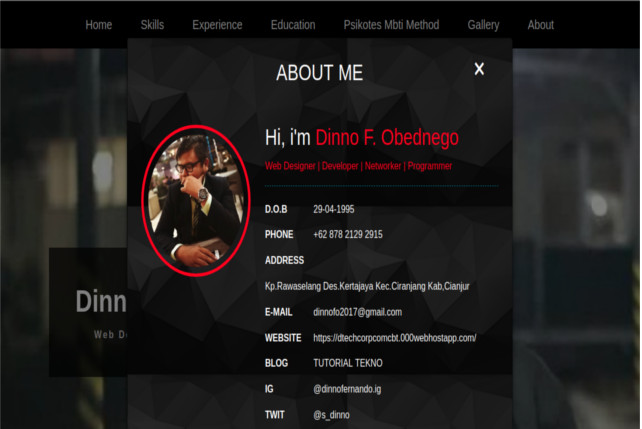 Home Skills Experience Education Psikotes Mbti Method Gallery About
ABOUT ME
Hi, i'm Dinno F. Obednego
Web Designer | Developer | Networker | Programmer
D.O.B 29-04-1995
PHONE +62 878 2129 2915
ADDRESS
Kp.Rawaselang Des.Kertajaya Kec.Ciranjang Kab,Cianjur
E-MAIL dinnofo2017@gmail.com
WEBSITE https://dtechcorpcomcbt.000webhostapp.com/
BLOG TUTORIAL TEKNO
IG @dinnofernando.ig
TWIT @s_dinno
Dinn
Web De